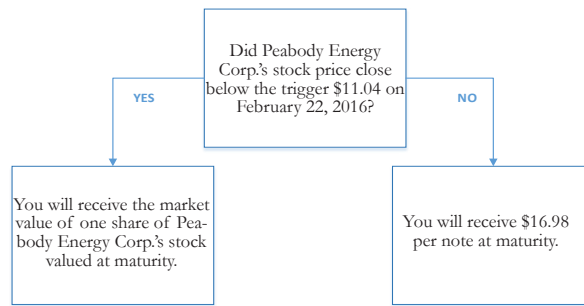 Did Peabody Energy
Corp.'s stock price close
below the trigger $11.04 on
February 22, 2016?
YES
NO
You will receive the market
value of one share of Pea-
body Energy Corp.'s stock
valued at maturity.
You will receive $16.98
per note at maturity.